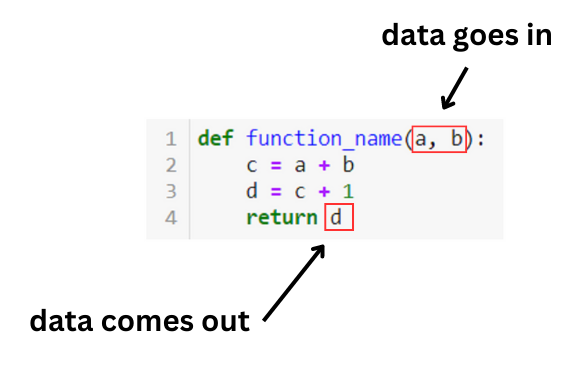 data goes in
1 def function_name(a, b):
2 c = a + b
3 d = c + 1
4 return d
data comes out